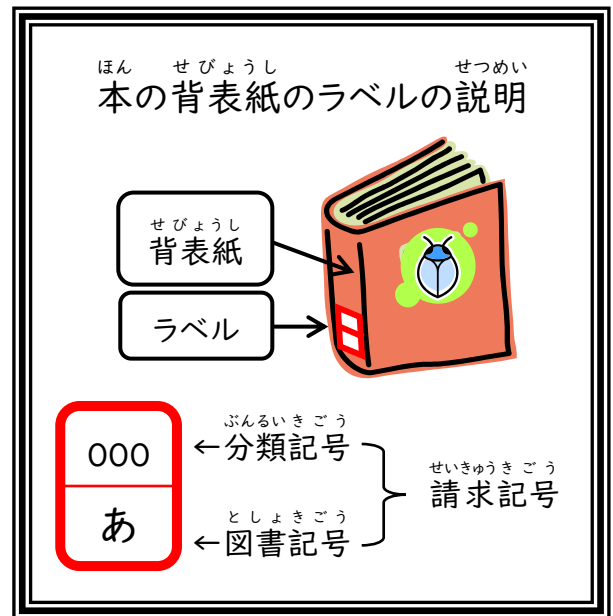 ほん せびょうし せつめい
本の背表紙のラベルの説明
せびょうし
背表紙
ラベル
000
あ
ぶんるいきごう
←分類記号
としょきごう
←図書記号
せいきゅうきごう
請求記号